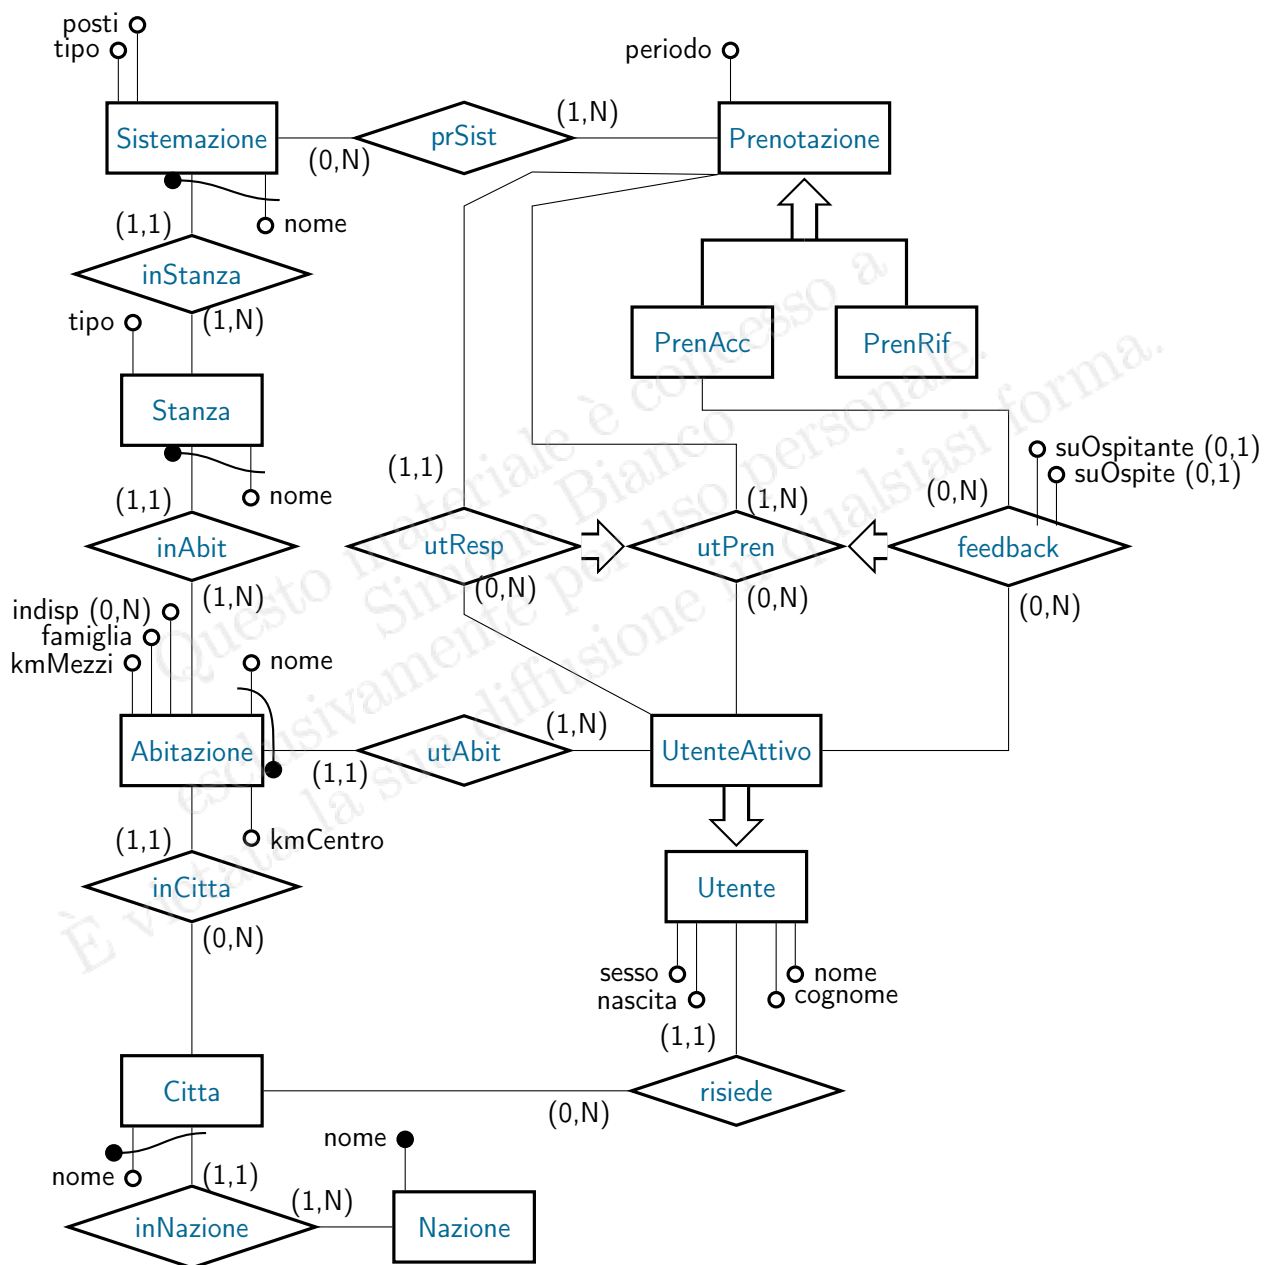 posti
tipo
periodo
Sistemazione
(0,N)
prSist
(1,N)
Prenotazione
(1,1)
nome
inStanza
(1,N)
tipo
PrenAcc
PrenRif
Stanza
nome
(1,1)
(1,1)
(1,N)
(0,N)
suOspitante (0,1)
suOspite (0,1)
inAbit
utResp
utPren
feedback
(1,N)
(0,N)
(0,N)
(0,N)
indisp (0,N)
famiglia
kmMezzi
nome
Abitazione
(1,1)
utAbit
(1,N)
UtenteAttivo
(1,1)
kmCentro
inCitta
(0,N)
Utente
sesso
nascita
nome
cognome
(1,1)
Citta
(0,N)
risiede
nome
(1,1)
nome
inNazione
(1,N)
Nazione
Questo materiale è concesso a
Simone Bianco
esclusivamente per uso personale.
È vietata la sua diffusione in qualsiasi forma.